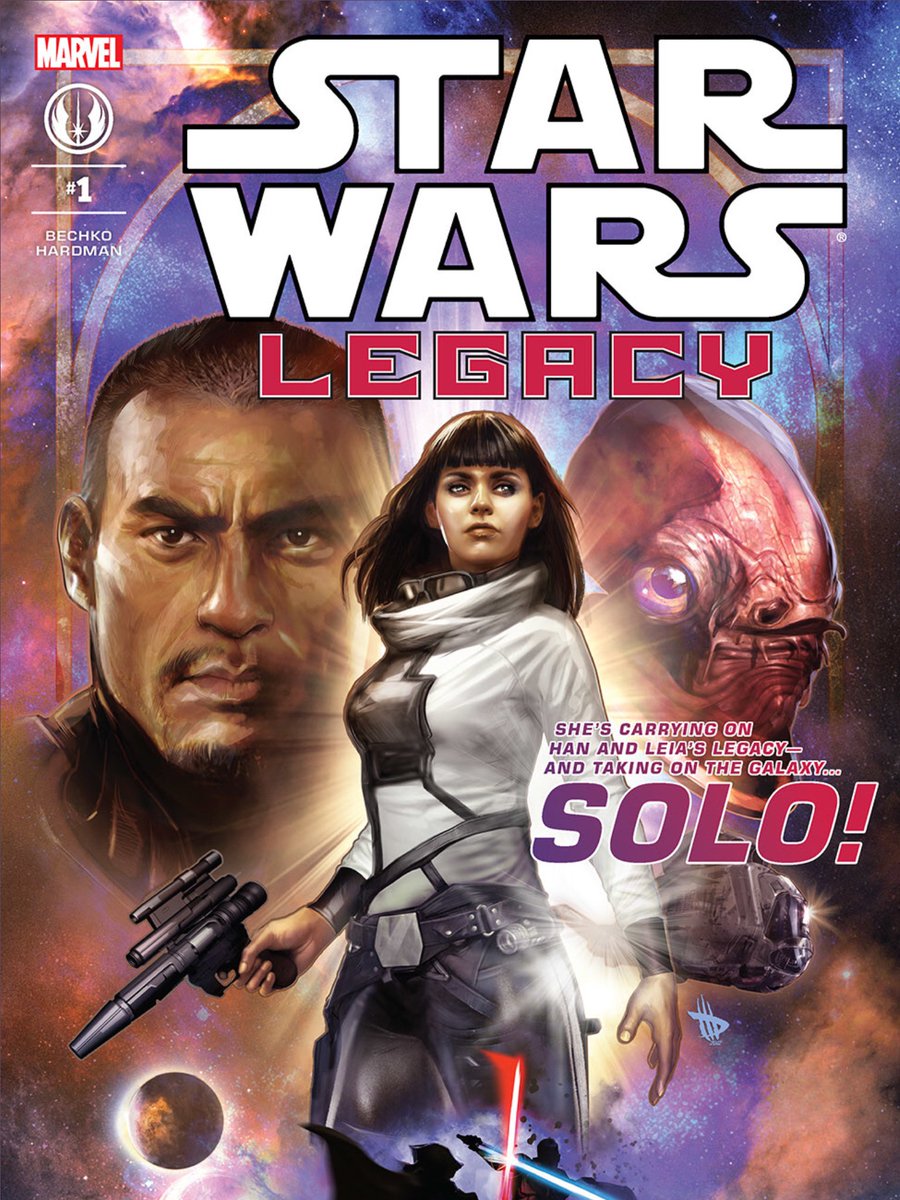 MARVEL
#1
BECHKO
HARDMAN
STAR
WARS®
LEGACY
SHE'S CARRYING ON
HAN AND LEIA'S LEGACY—
AND TAKING ON THE GALAXY...
SOLO!